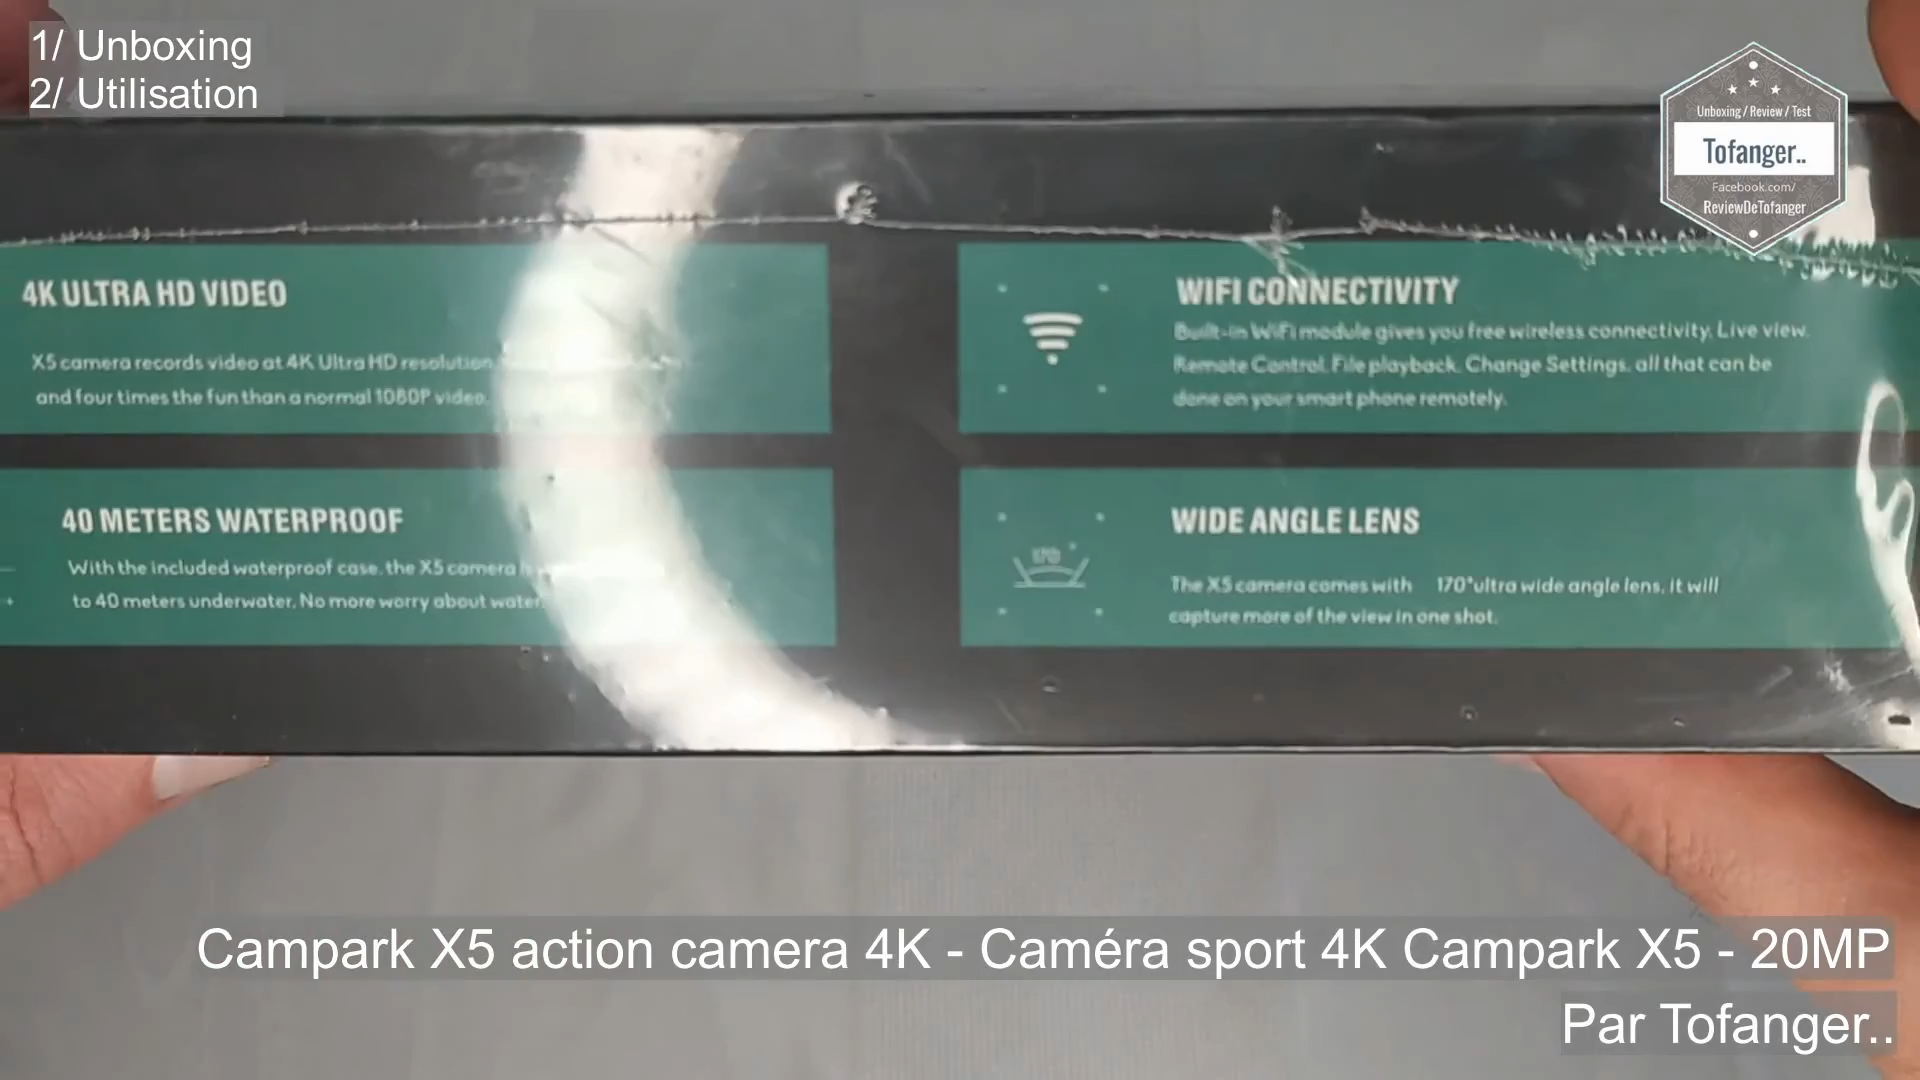 1/ Unboxing
2/ Utilisation
Unboxing / Review / Test
Tofanger..
Facebook.com/
ReviewDeTofanger
4K ULTRA HD VIDEO
X5 camera records video at 4K Ultra HD resolution
and four times the fun than a normal 1080P video.
WIFI CONNECTIVITY
Built-in WiFi module gives you free wireless connectivity. Live view.
Remote Control. File playback. Change Settings. all that can be
done on your smart phone remotely.
40 METERS WATERPROOF
With the included waterproof case. the X5 camera
to 40 meters underwater. No more worry about water
WIDE ANGLE LENS
The X5 camera comes with 170°ultra wide angle lens. it will
capture more of the view in one shot.
Campark X5 action camera 4K - Caméra sport 4K Campark X5 - 20MP
Par Tofanger..